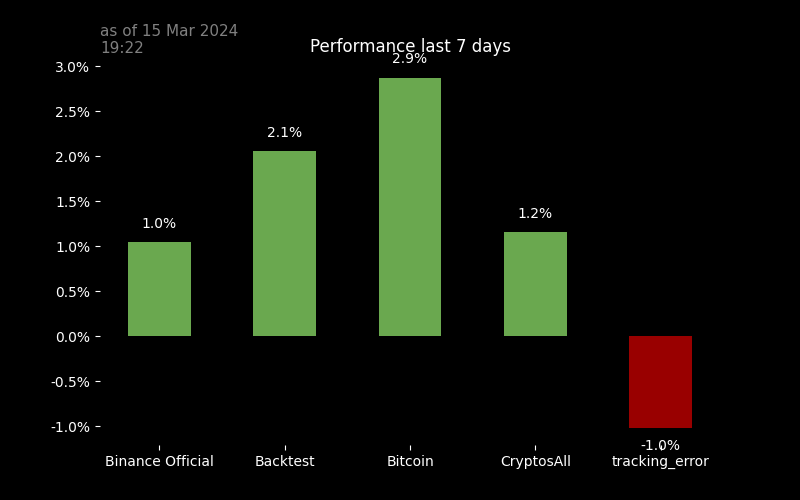 as of 15 Mar 2024
19:22
Performance last 7 days
3.0%
2.5%
2.0%
1.5%
1.0%
0.5%
0.0%
-0.5%
-1.0%
1.0%
2.1%
2.9%
1.2%
-1.0%
Binance Official
Backtest
Bitcoin
CryptosAll
tracking_error